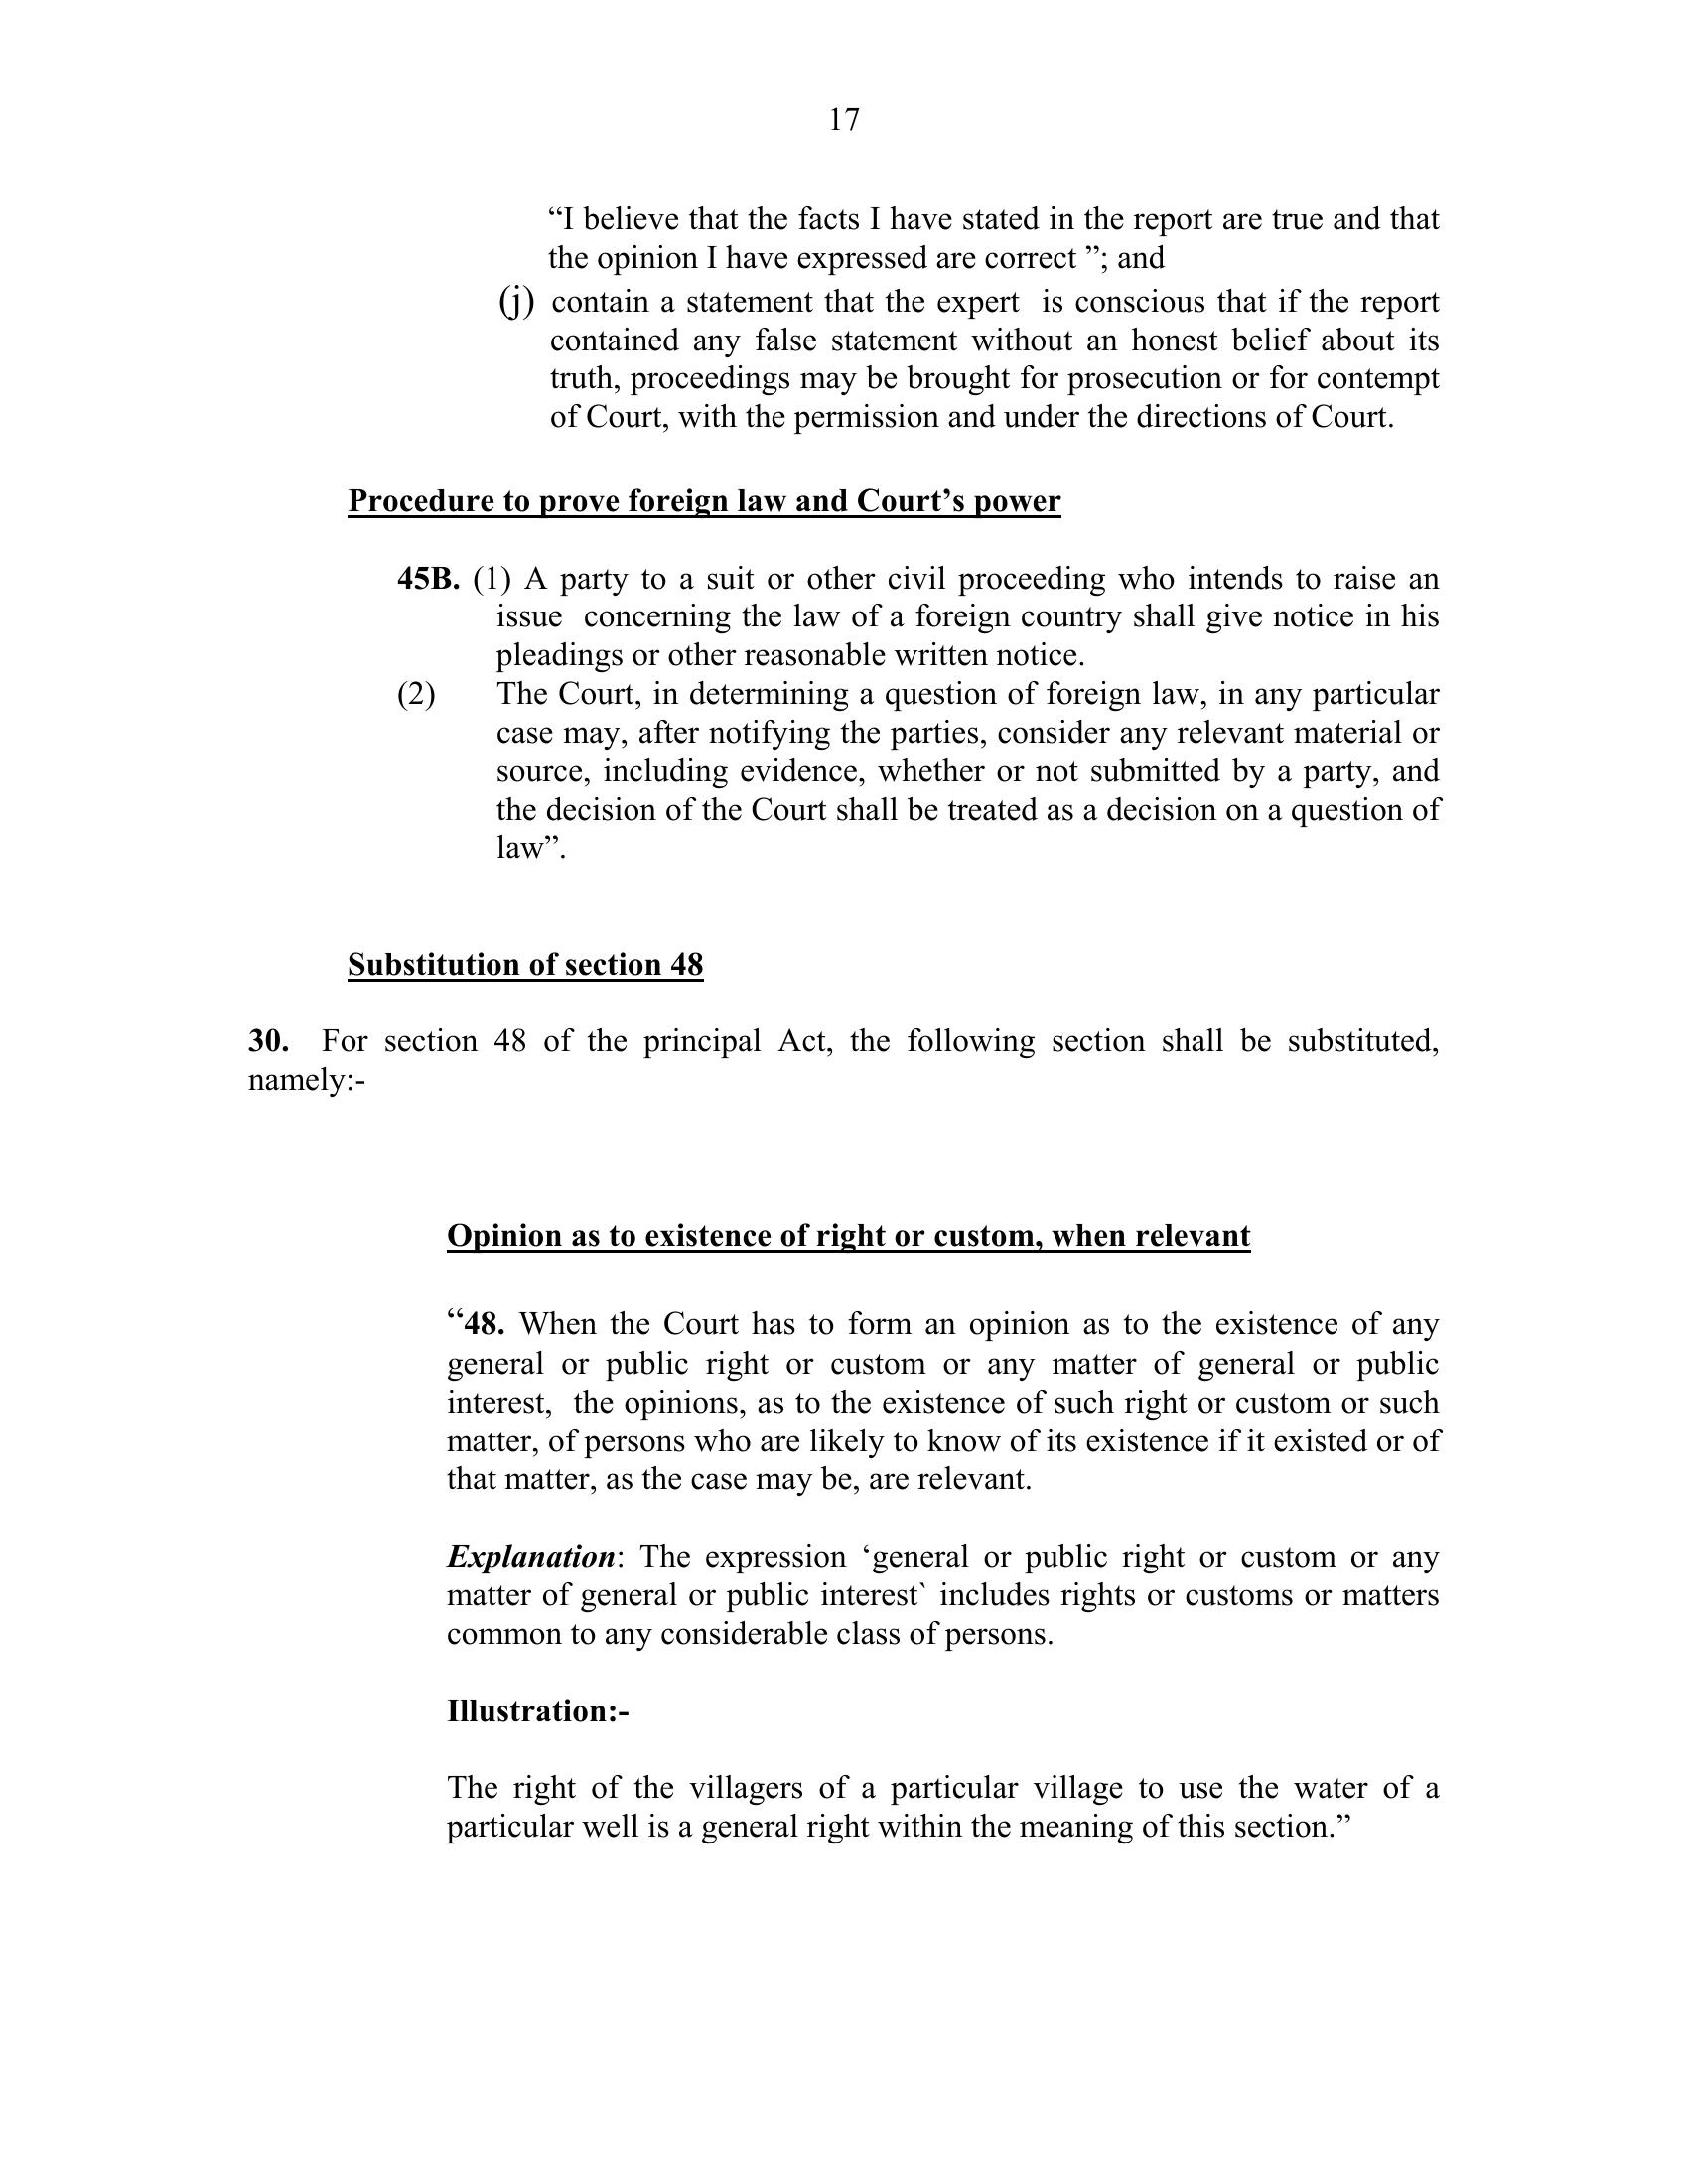 17
“I believe that the facts I have stated in the report are true and that
the opinion I have expressed are correct ”; and
(j) contain a statement that the expert is conscious that if the report
contained any false statement without an honest belief about its
truth, proceedings may be brought for prosecution or for contempt
of Court, with the permission and under the directions of Court.
Procedure to prove foreign law and Court’s power
45B. (1) A party to a suit or other civil proceeding who intends to raise an
issue concerning the law of a foreign country shall give notice in his
pleadings or other reasonable written notice.
(2) The Court, in determining a question of foreign law, in any particular
case may, after notifying the parties, consider any relevant material or
source, including evidence, whether or not submitted by a party, and
the decision of the Court shall be treated as a decision on a question of
law”.
Substitution of section 48
30. For section 48 of the principal Act, the following section shall be substituted,
namely:-
Opinion as to existence of right or custom, when relevant
“48. When the Court has to form an opinion as to the existence of any
general or public right or custom or any matter of general or public
interest, the opinions, as to the existence of such right or custom or such
matter, of persons who are likely to know of its existence if it existed or of
that matter, as the case may be, are relevant.
Explanation: The expression ‘general or public right or custom or any
matter of general or public interest` includes rights or customs or matters
common to any considerable class of persons.
Illustration:-
The right of the villagers of a particular village to use the water of a
particular well is a general right within the meaning of this section.”